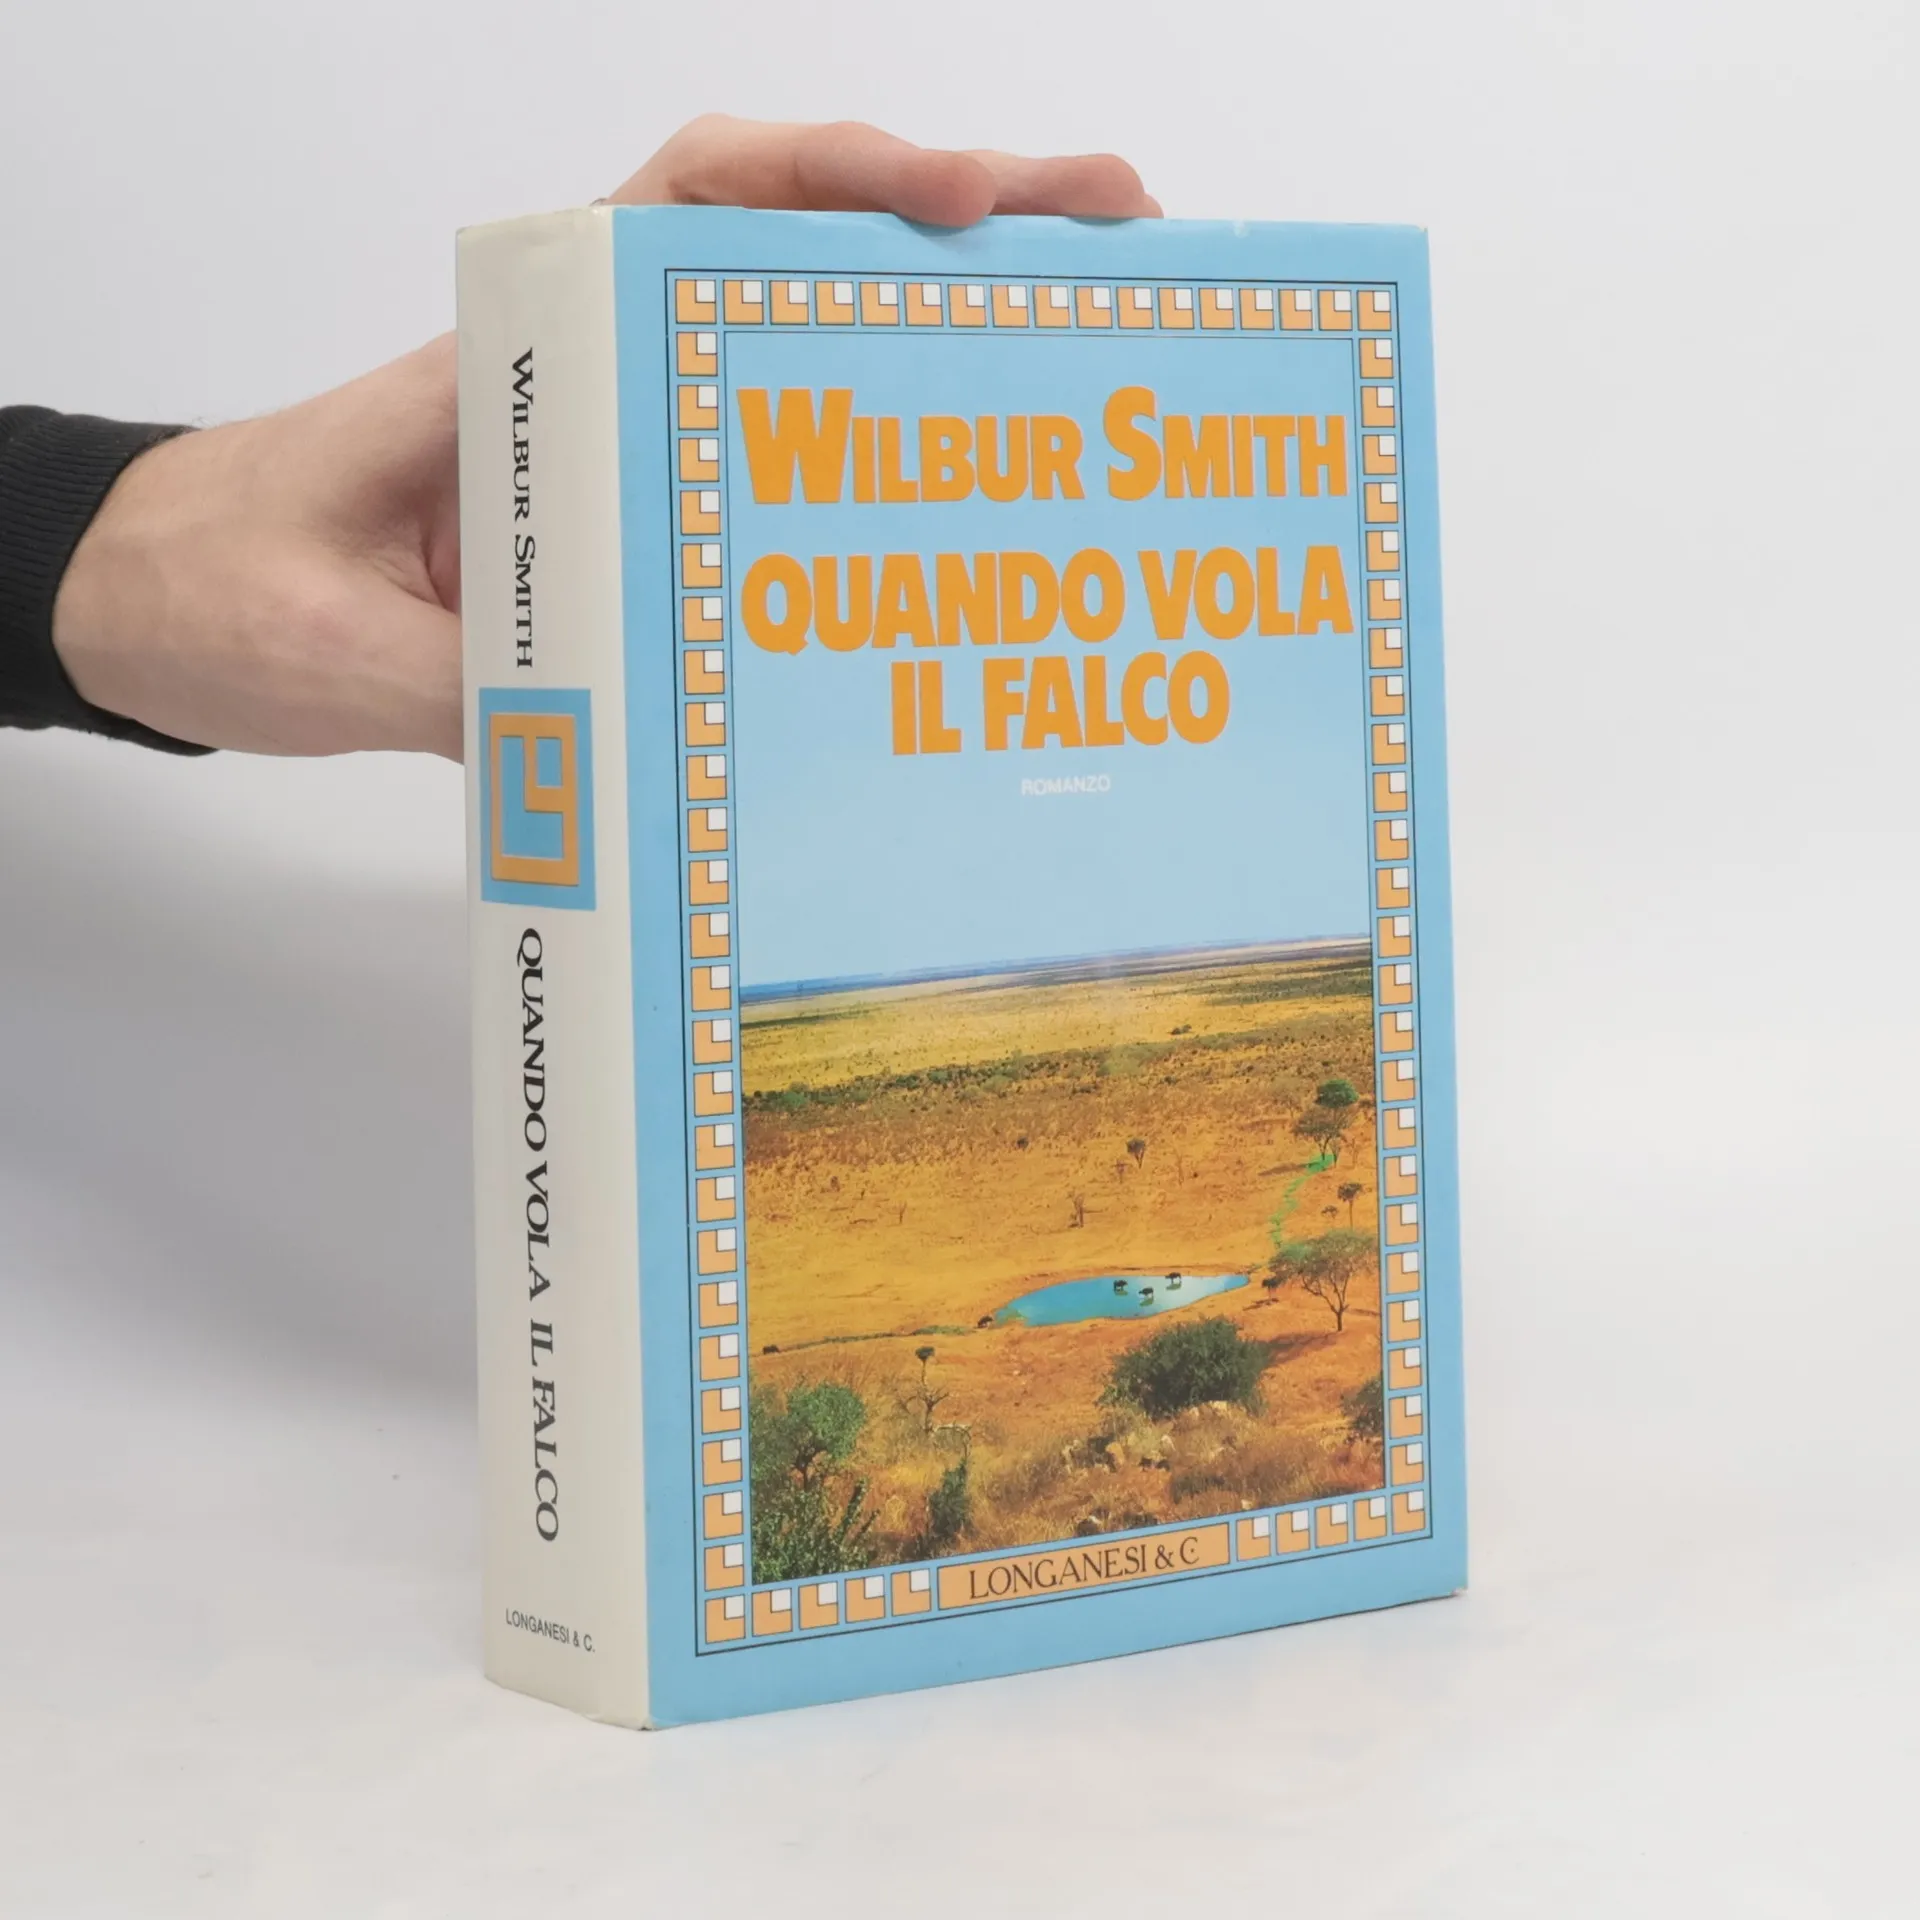 WILBUR SMITH
QUANDO VOLA IL FALCO
LONGANESI & C.
WILBUR SMITH
QUANDO VOLA
IL FALCO
ROMANZO
LONGANESI & C.